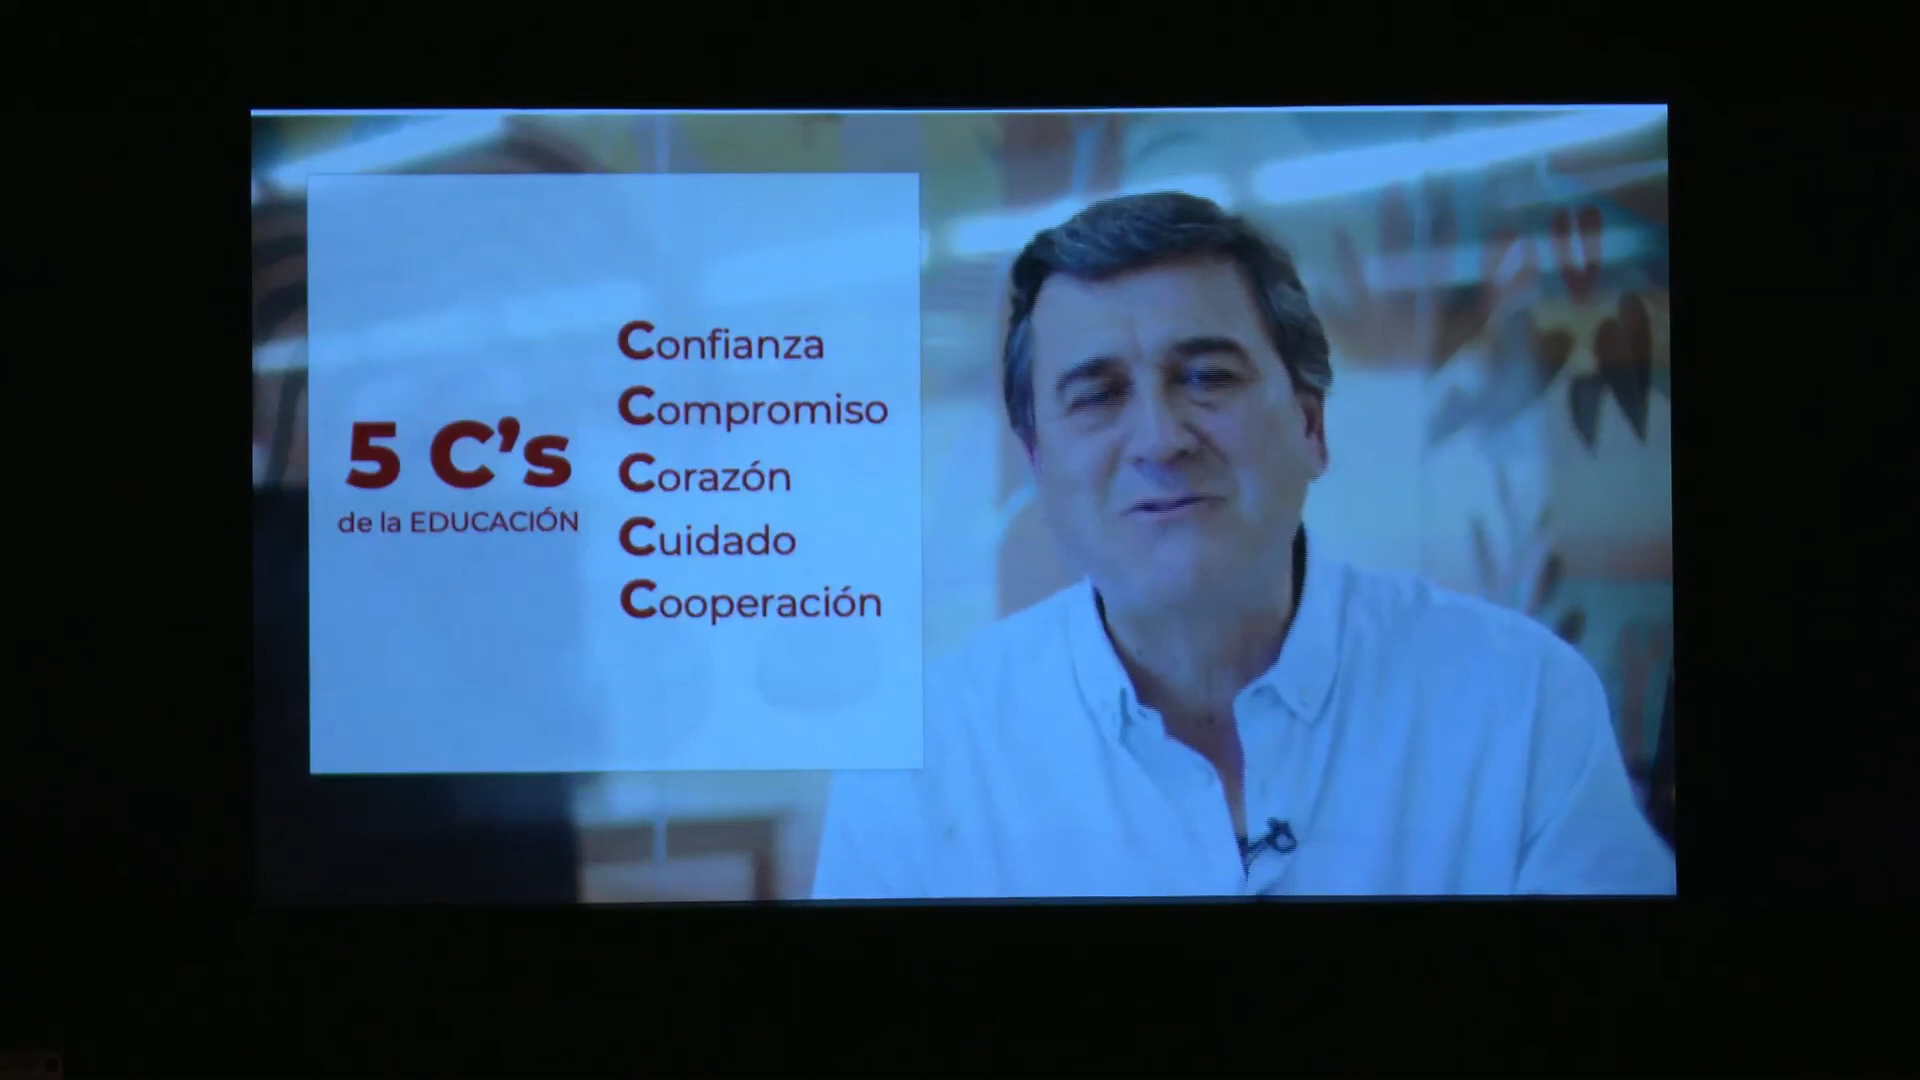 5 C's
de la EDUCACIÓN
Confianza
Compromiso
Corazón
Cuidado
Cooperación